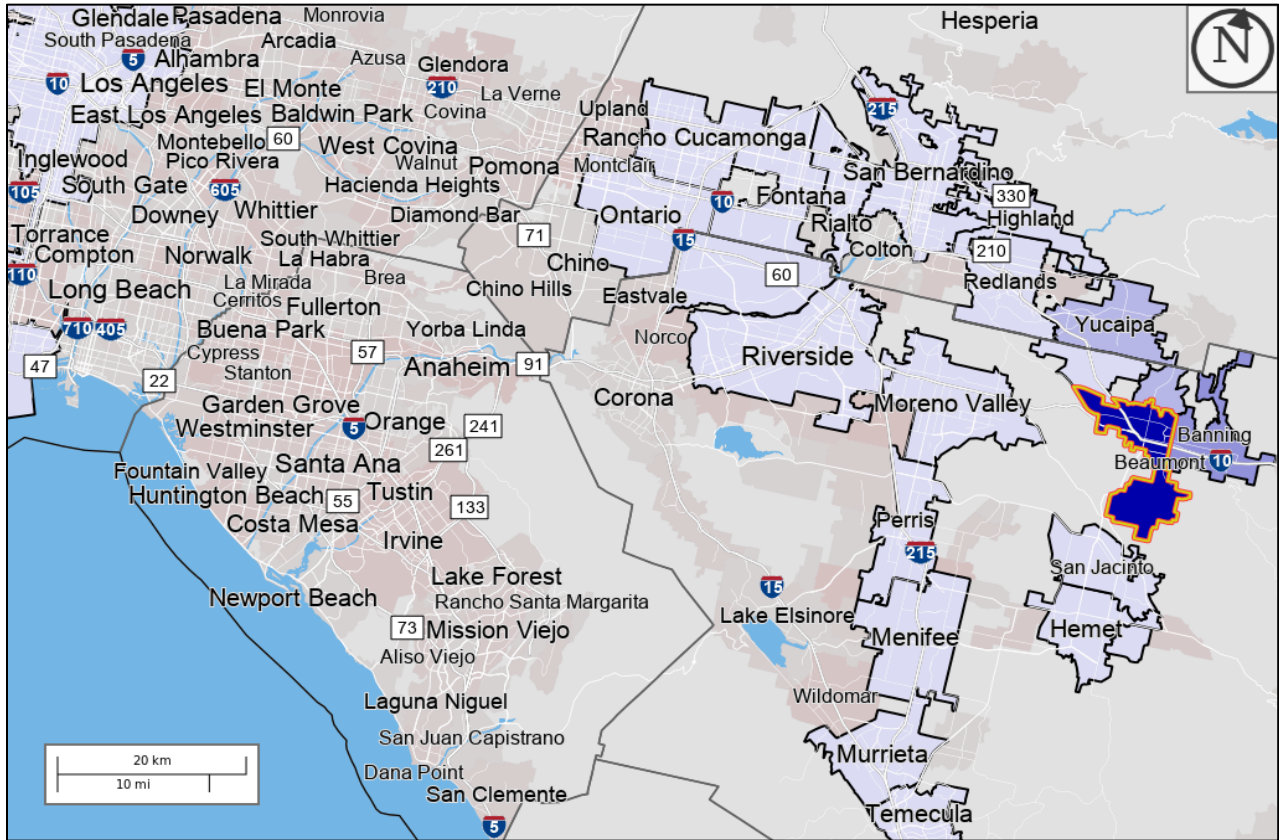 Glendale
Pasadena
Monrovia
Hesperia
N
South Pasadena
Arcadia
5
Alhambra
Azusa
Glendora
10
Los Angeles
El Monte
210
La Verne
Upland
215
East Los Angeles
Baldwin Park
Covina
Rancho Cucamonga
Montebello
60
West Covina
Inglewood
Pico Rivera
Walnut
Pomona
Montclair
San Bernardino
105
South Gate
605
Hacienda Heights
Fontana
330
Downey
Whittier
Diamond Bar
Ontario
10
Rialto
Highland
Torrance
South Whittier
71
15
Colton
210
Compton
Norwalk
La Habra
Chino
60
110
La Mirada
Brea
Redlands
Long Beach
Cerritos
Fullerton
Chino Hills
Eastvale
710
405
Buena Park
Yorba Linda
Norco
Yucaipa
Cypress
57
Riverside
47
Stanton
Anaheim
91
22
Garden Grove
Corona
Moreno Valley
Westminster
5
Orange
241
Banning
261
Beaumont
10
Fountain Valley
Santa Ana
Huntington Beach
55
Tustin
133
Costa Mesa
Perris
Irvine
215
Lake Forest
San Jacinto
Newport Beach
Rancho Santa Margarita
15
Lake Elsinore
73
Mission Viejo
Menifee
Hemet
Aliso Viejo
Laguna Niguel
Wildomar
San Juan Capistrano
Murrieta
20 km
10 mi
Dana Point
San Clemente
Temecula
5